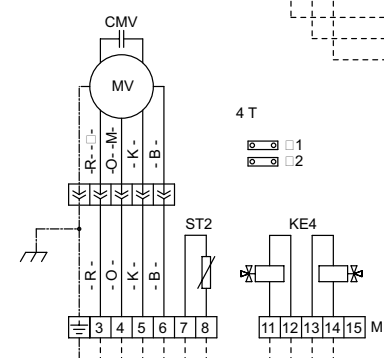 CMV
MV
4 T
□1
□2
-R- - -□
-O- -M-
- K -
- B -
ST2
KE4
- R -
- O -
- K -
- B -
3 4 5 6 7 8
11 12 13 14 15 M